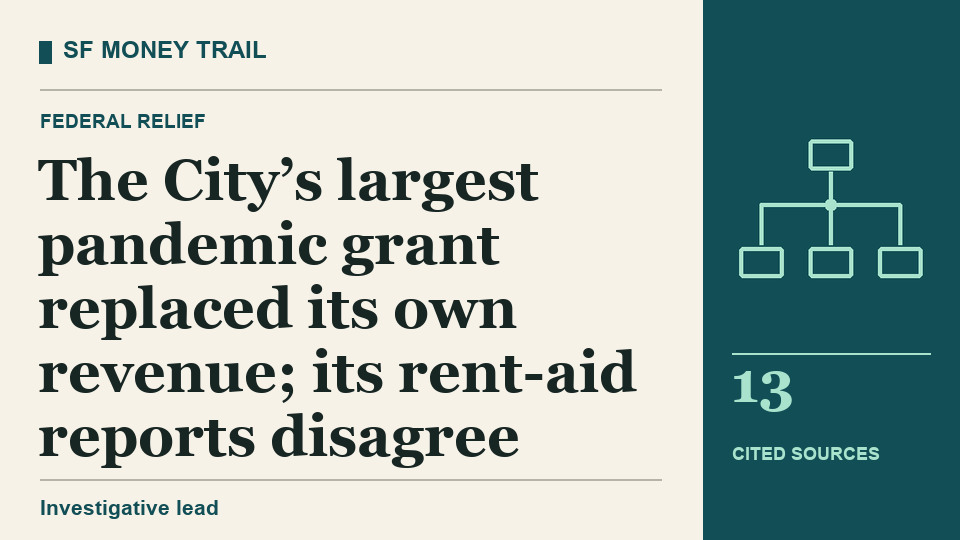 SF MONEY TRAIL
FEDERAL RELIEF
The City’s largest
pandemic grant
replaced its own
revenue; its rent-aid
reports disagree
Investigative lead
13
CITED SOURCES